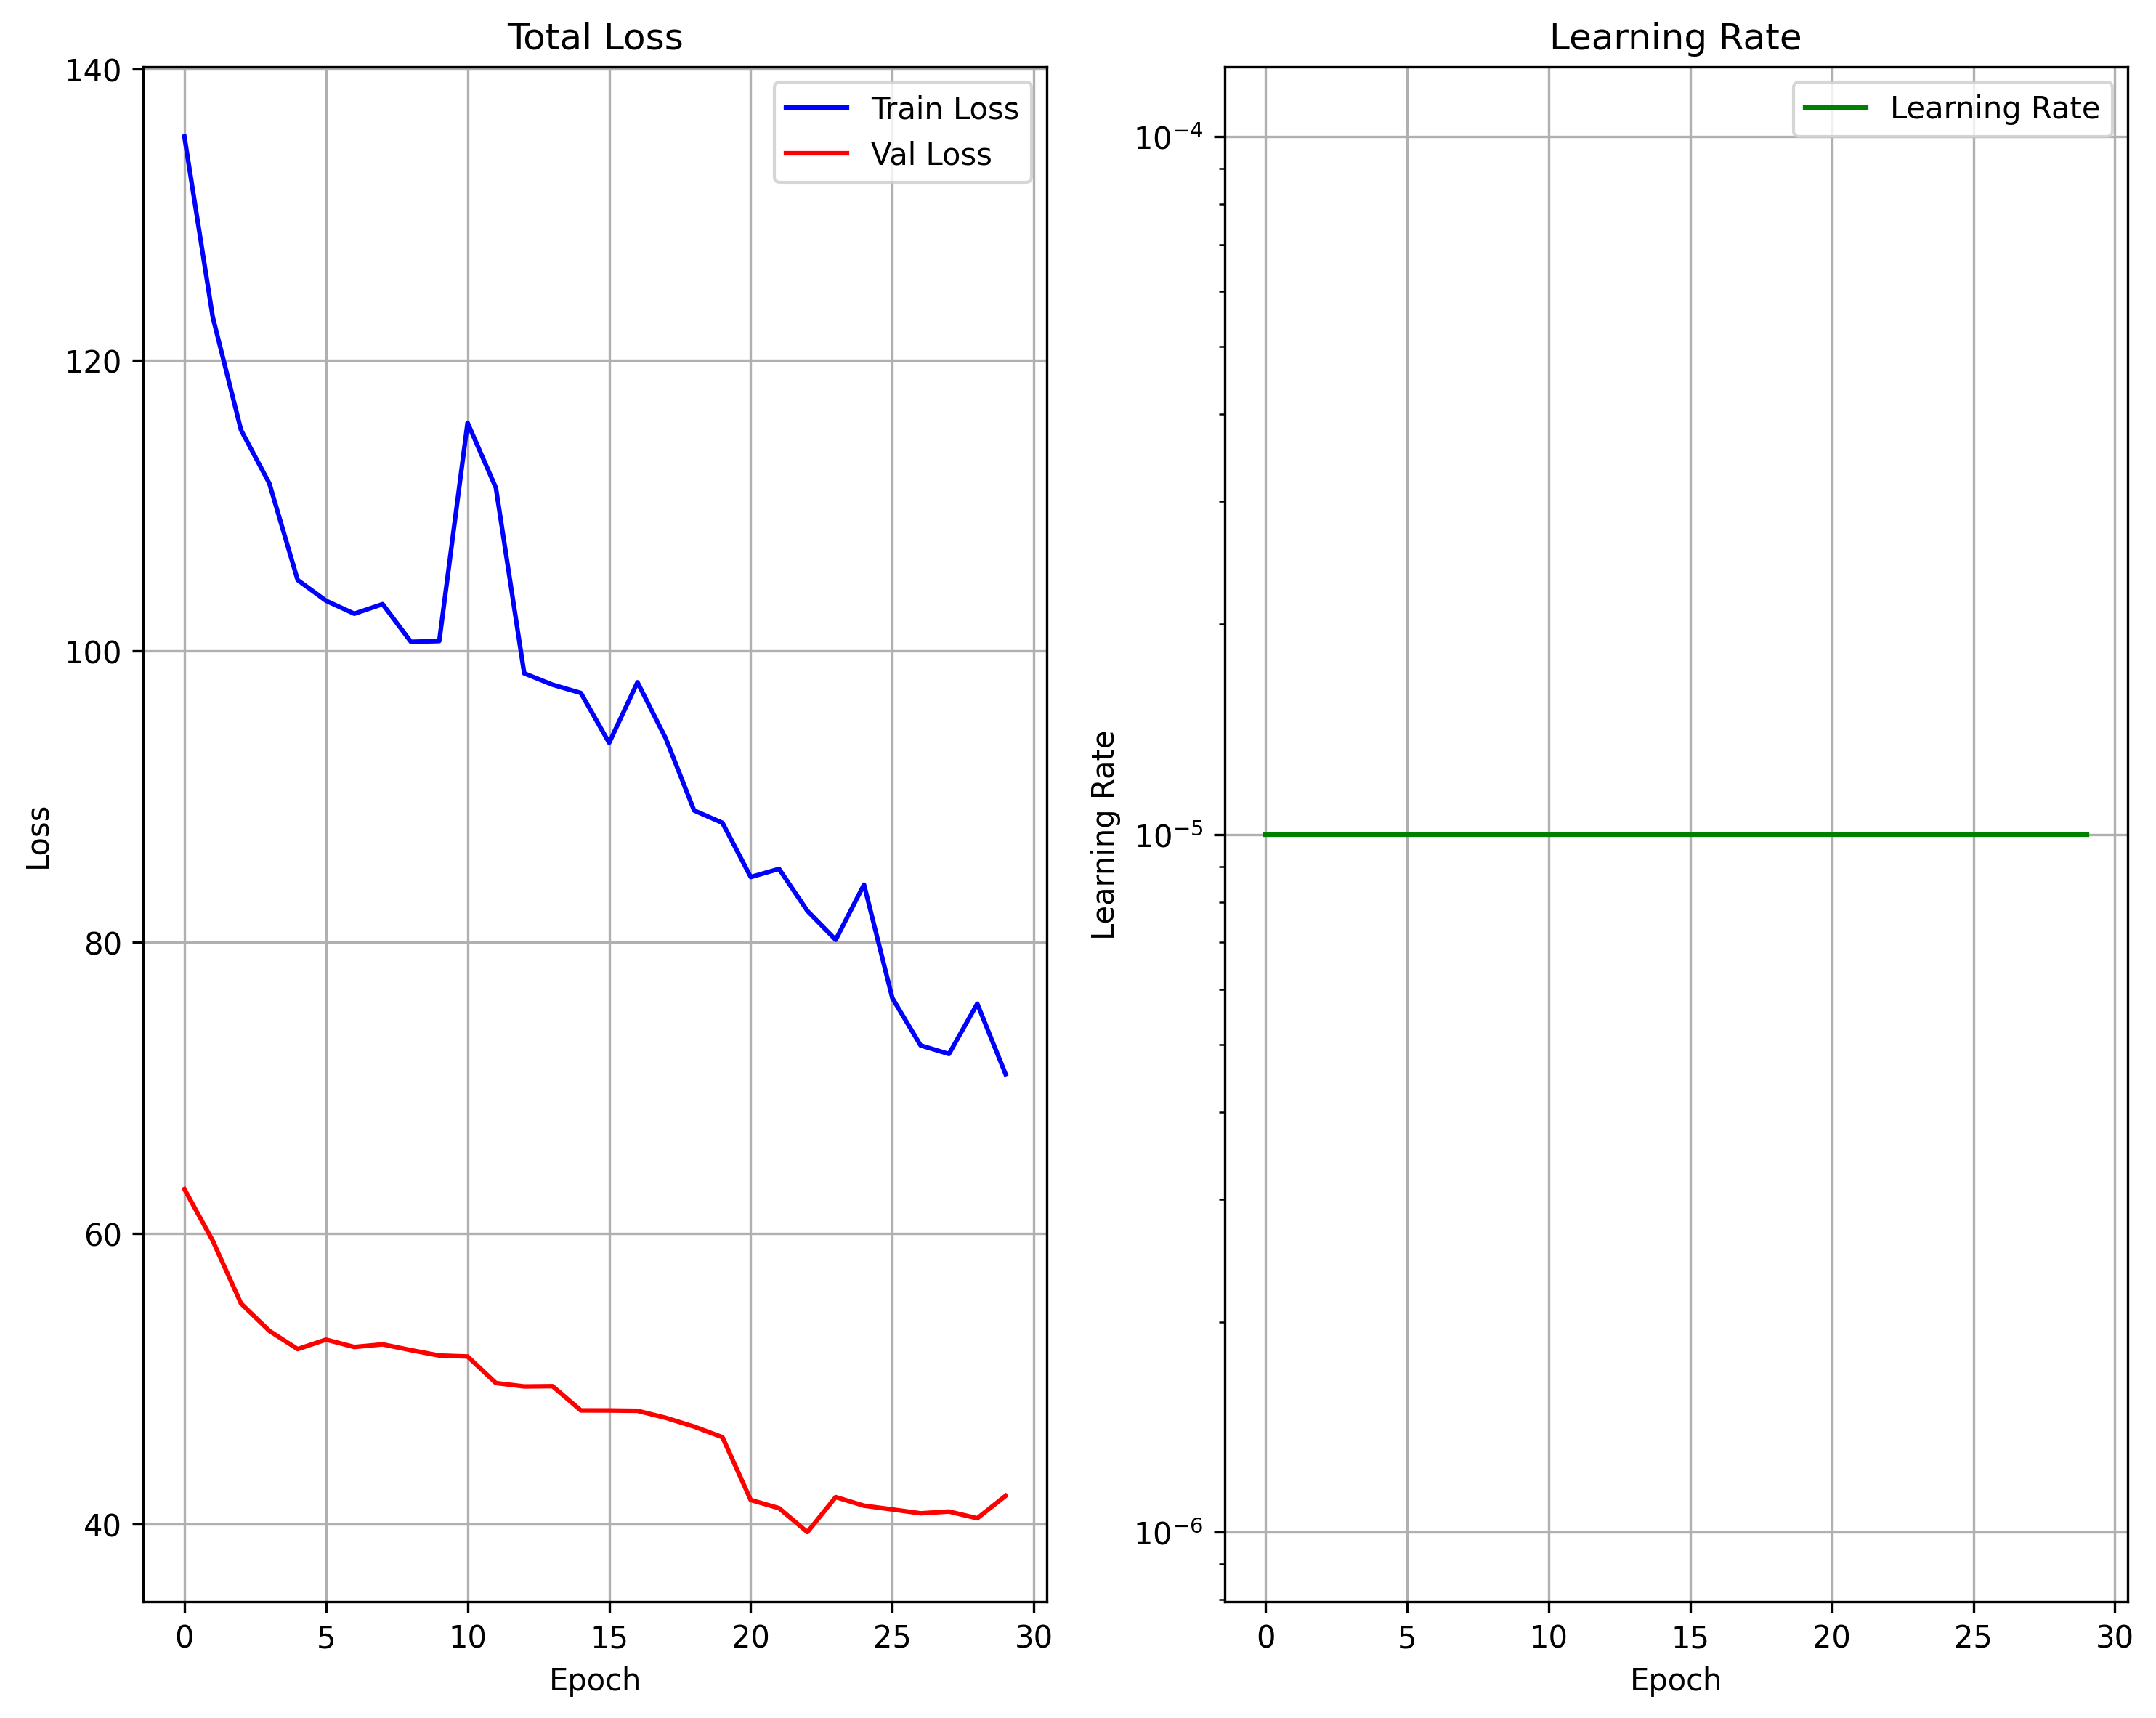 Total Loss
140
120
100
80
60
40
Loss
0 5 10 15 20 25 30
Epoch
Train Loss
Val Loss
Learning Rate
10⁻⁴
10⁻⁵
10⁻⁶
Learning Rate
0 5 10 15 20 25 30
Epoch
Learning Rate